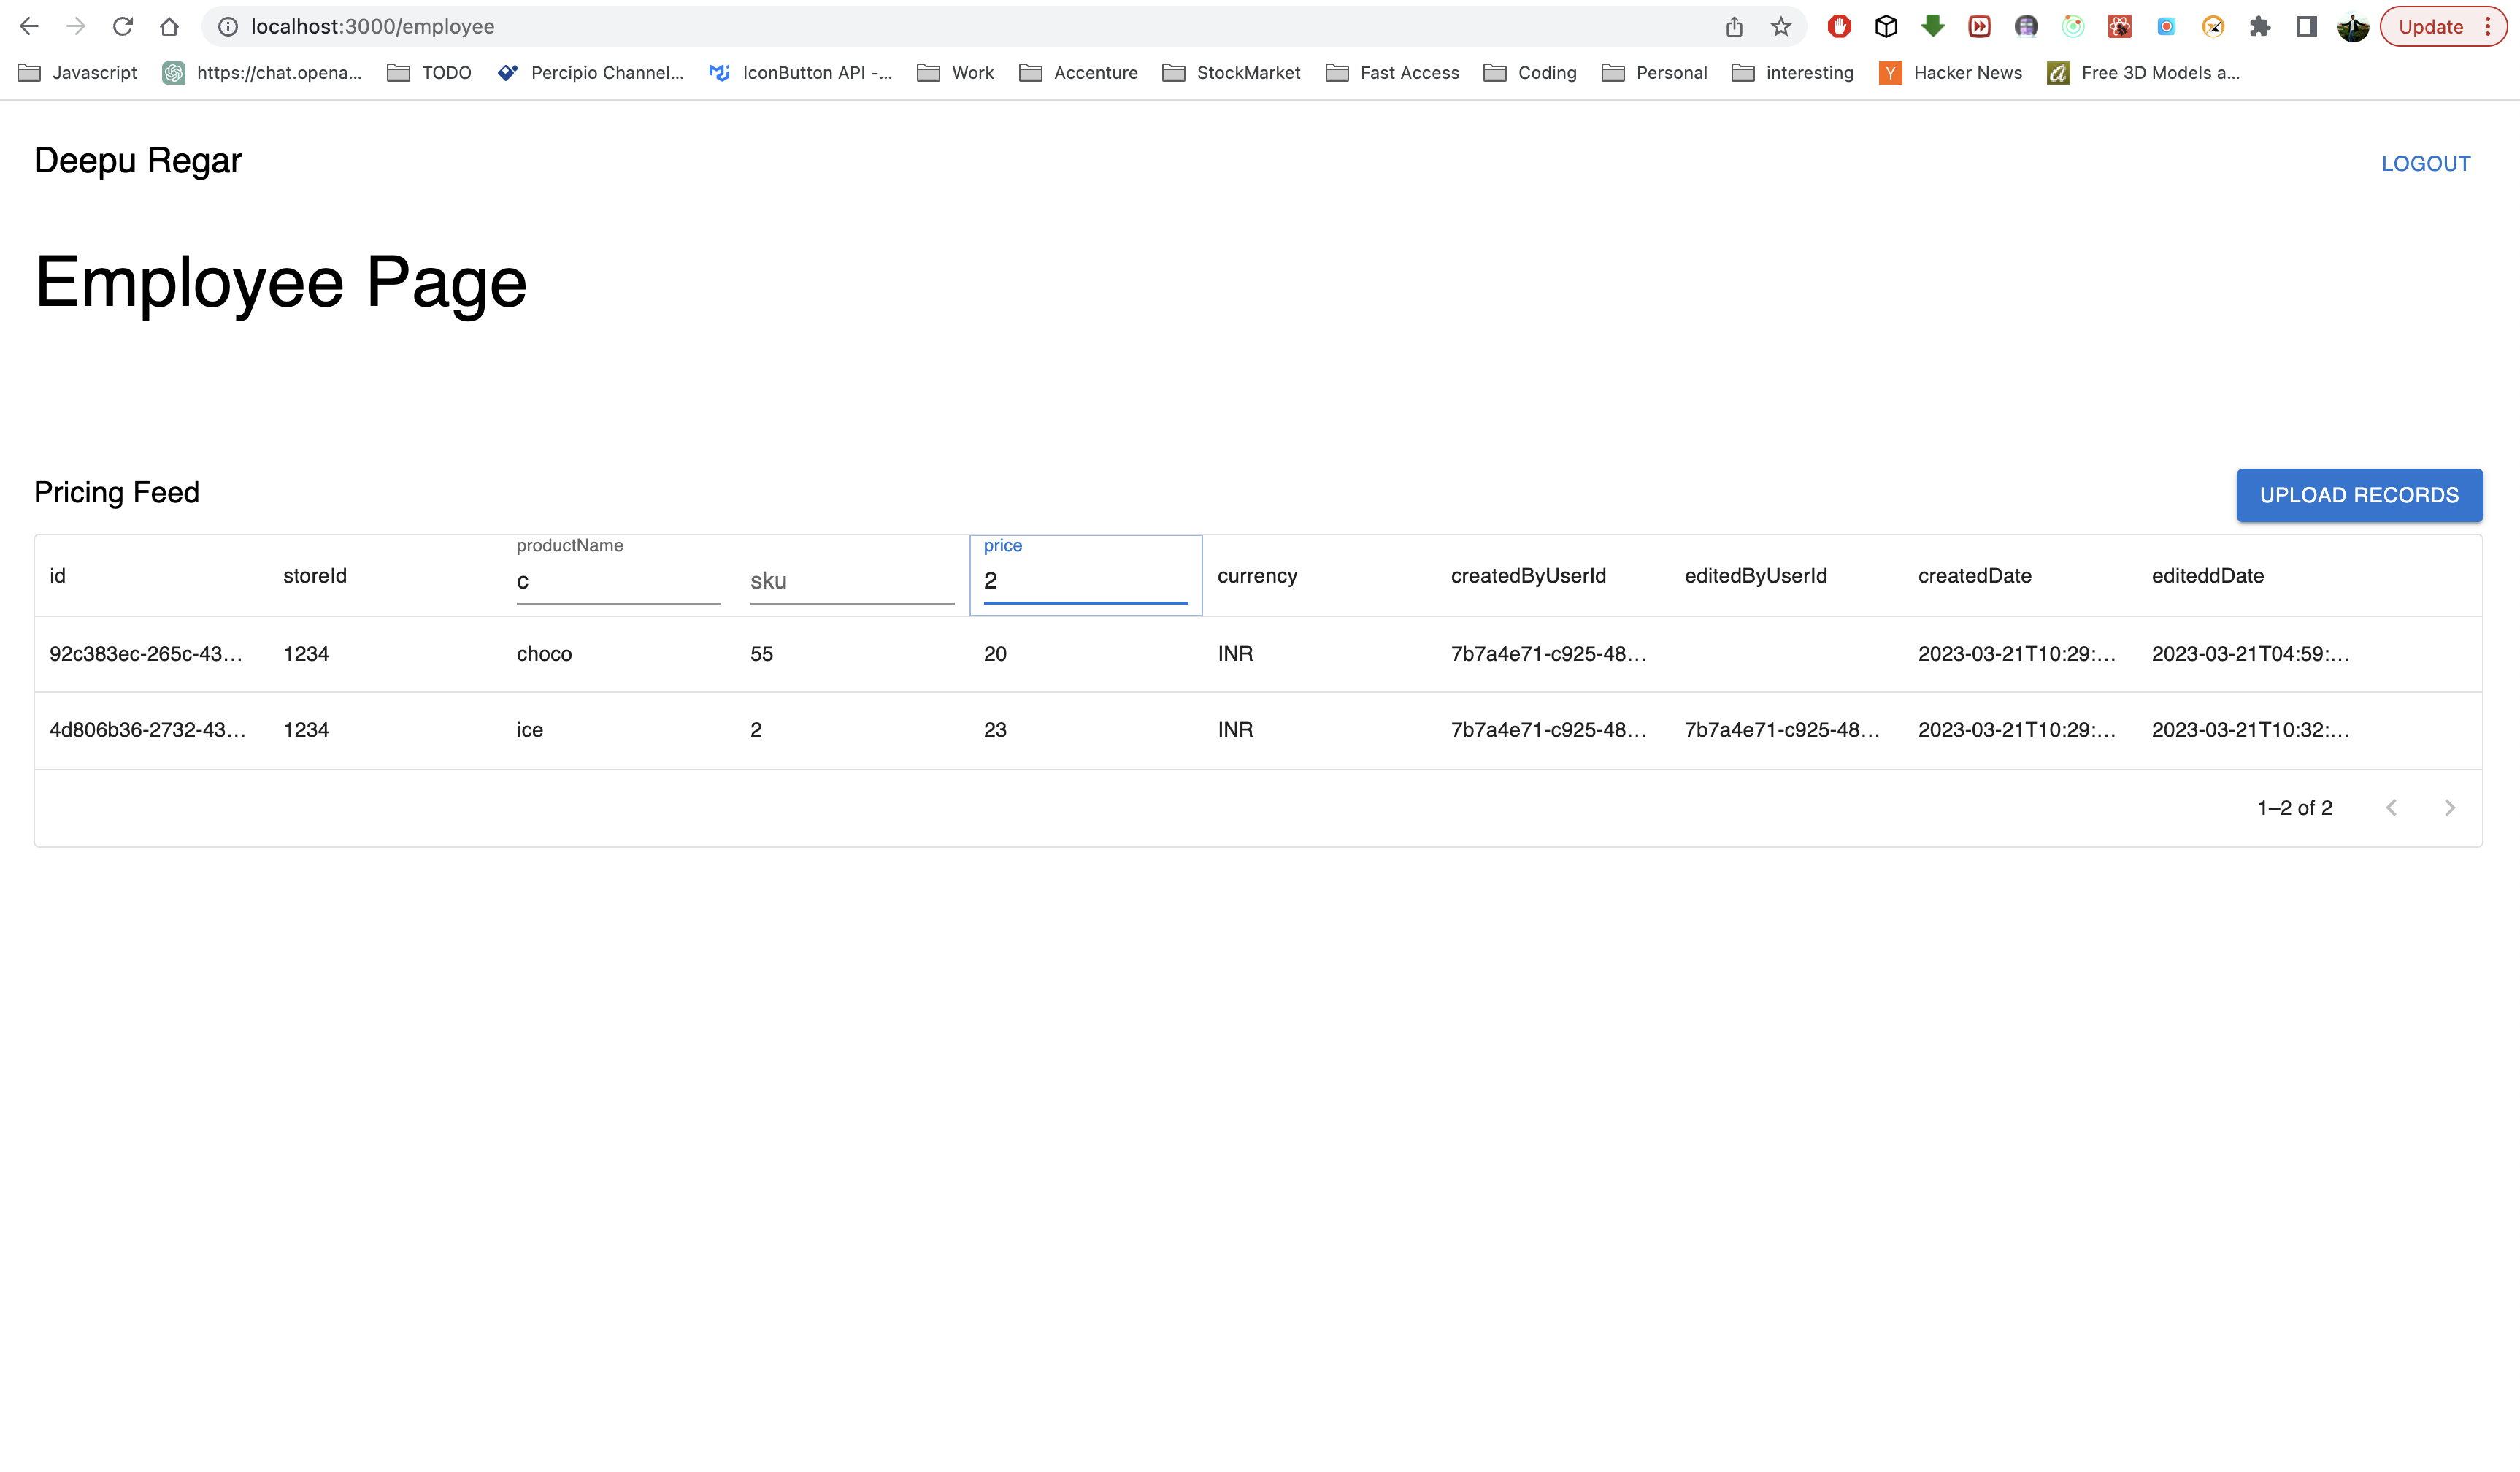 localhost:3000/employee
Update
Javascript https://chat.opena... TODO Percipio Channel... IconButton API -... Work Accenture StockMarket Fast Access Coding Personal interesting Hacker News Free 3D Models a...
Deepu Regar LOGOUT
Employee Page
Pricing Feed UPLOAD RECORDS
id storeId productName c sku price 2 currency createdByUserId editedByUserId createdDate editeddDate
92c383ec-265c-43... 1234 choco 55 20 INR 7b7a4e71-c925-48... 2023-03-21T10:29:... 2023-03-21T04:59:...
4d806b36-2732-43... 1234 ice 2 23 INR 7b7a4e71-c925-48... 7b7a4e71-c925-48... 2023-03-21T10:29:... 2023-03-21T10:32:...
1–2 of 2